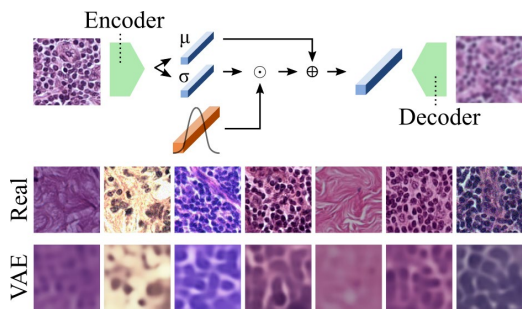 Encoder
μ
σ
Decoder
Real
VAE